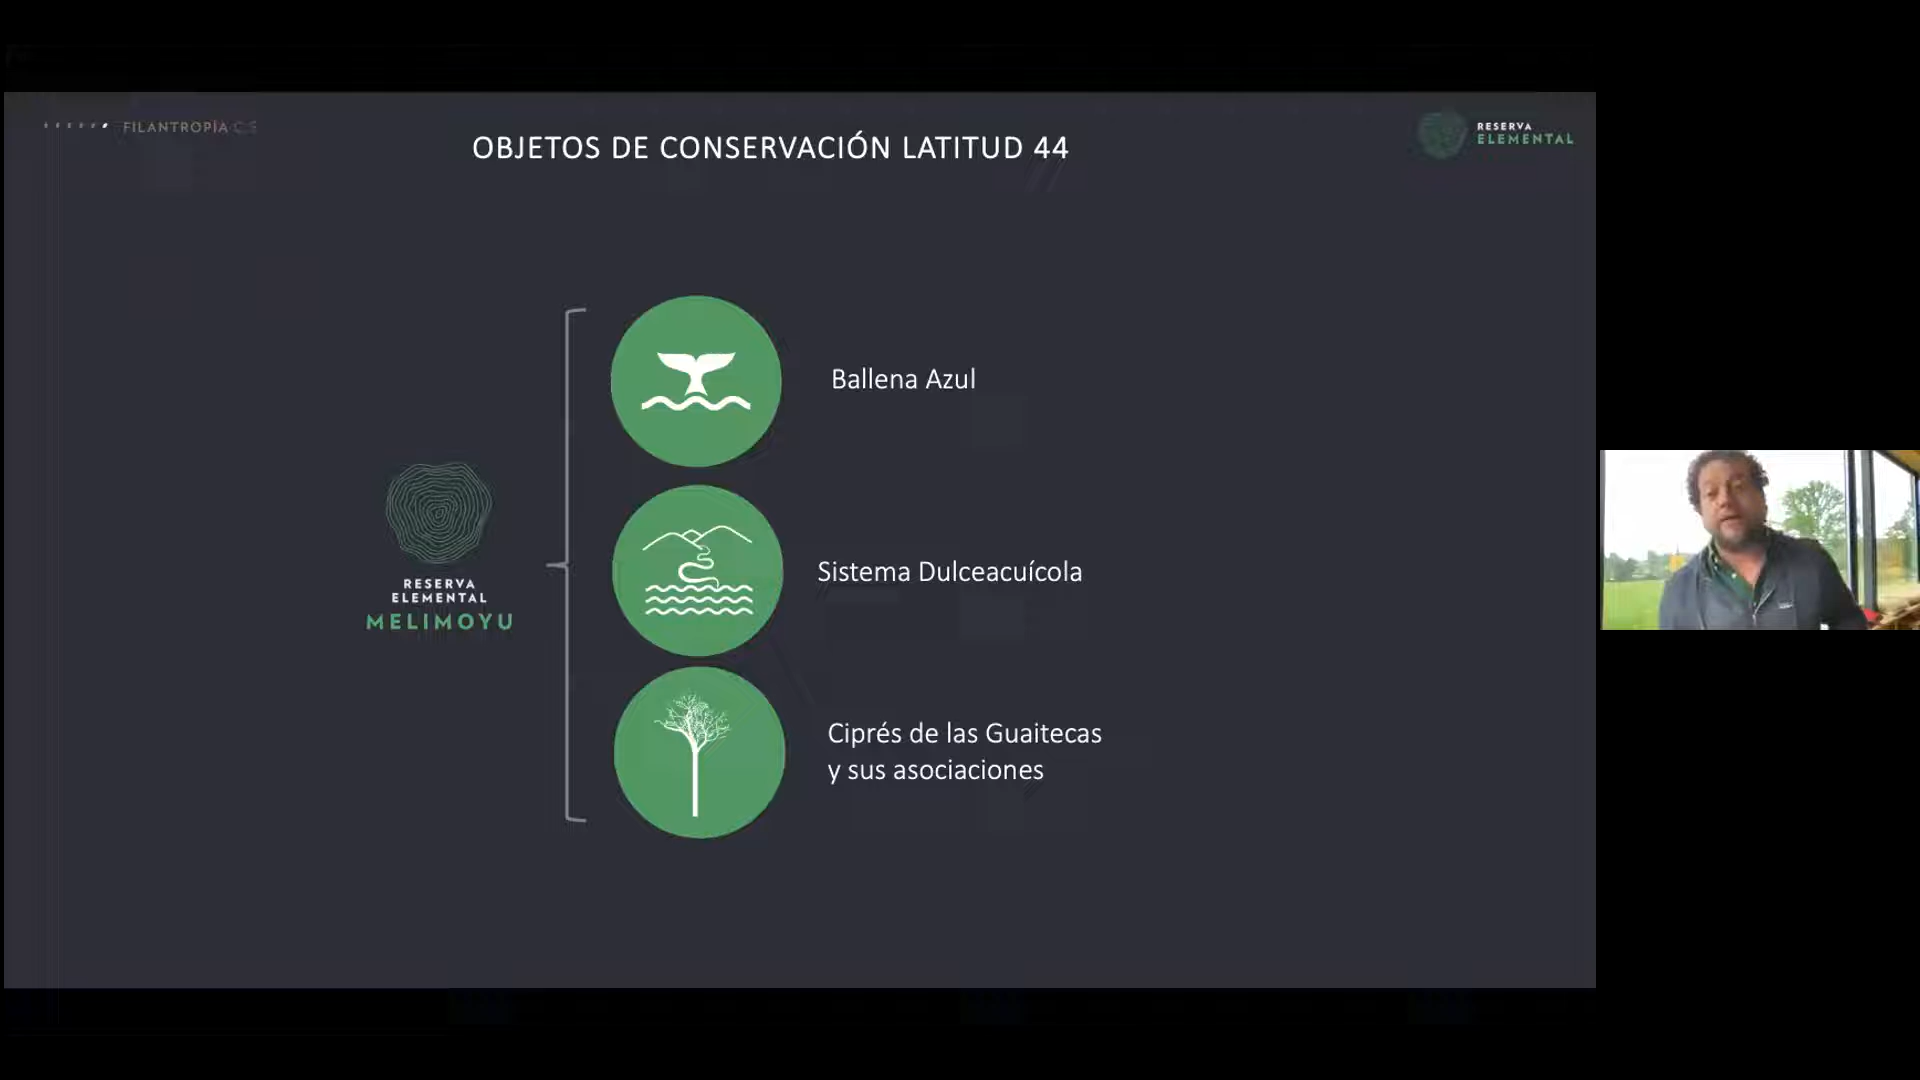 FILANTROPÍA
OBJETOS DE CONSERVACIÓN LATITUD 44
RESERVA
ELEMENTAL
Ballena Azul
Sistema Dulceacuícola
RESERVA
ELEMENTAL
MELIMOYU
Ciprés de las Guaitecas
y sus asociaciones